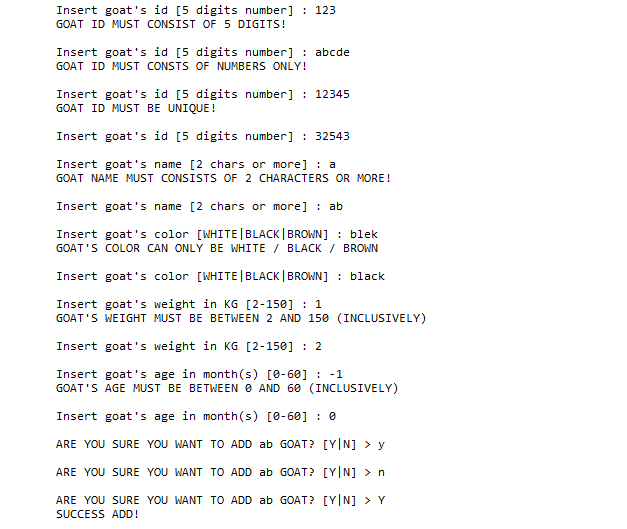 Insert goat's id [5 digits number] : 123
GOAT ID MUST CONSIST OF 5 DIGITS!
Insert goat's id [5 digits number] : abcde
GOAT ID MUST CONSTS OF NUMBERS ONLY!
Insert goat's id [5 digits number] : 12345
GOAT ID MUST BE UNIQUE!
Insert goat's id [5 digits number] : 32543
Insert goat's name [2 chars or more] : a
GOAT NAME MUST CONSISTS OF 2 CHARACTERS OR MORE!
Insert goat's name [2 chars or more] : ab
Insert goat's color [WHITE|BLACK|BROWN] : blek
GOAT'S COLOR CAN ONLY BE WHITE / BLACK / BROWN
Insert goat's color [WHITE|BLACK|BROWN] : black
Insert goat's weight in KG [2-150] : 1
GOAT'S WEIGHT MUST BE BETWEEN 2 AND 150 (INCLUSIVELY)
Insert goat's weight in KG [2-150] : 2
Insert goat's age in month(s) [0-60] : -1
GOAT'S AGE MUST BE BETWEEN 0 AND 60 (INCLUSIVELY)
Insert goat's age in month(s) [0-60] : 0
ARE YOU SURE YOU WANT TO ADD ab GOAT? [Y|N] > y
ARE YOU SURE YOU WANT TO ADD ab GOAT? [Y|N] > n
ARE YOU SURE YOU WANT TO ADD ab GOAT? [Y|N] > Y
SUCCESS ADD!